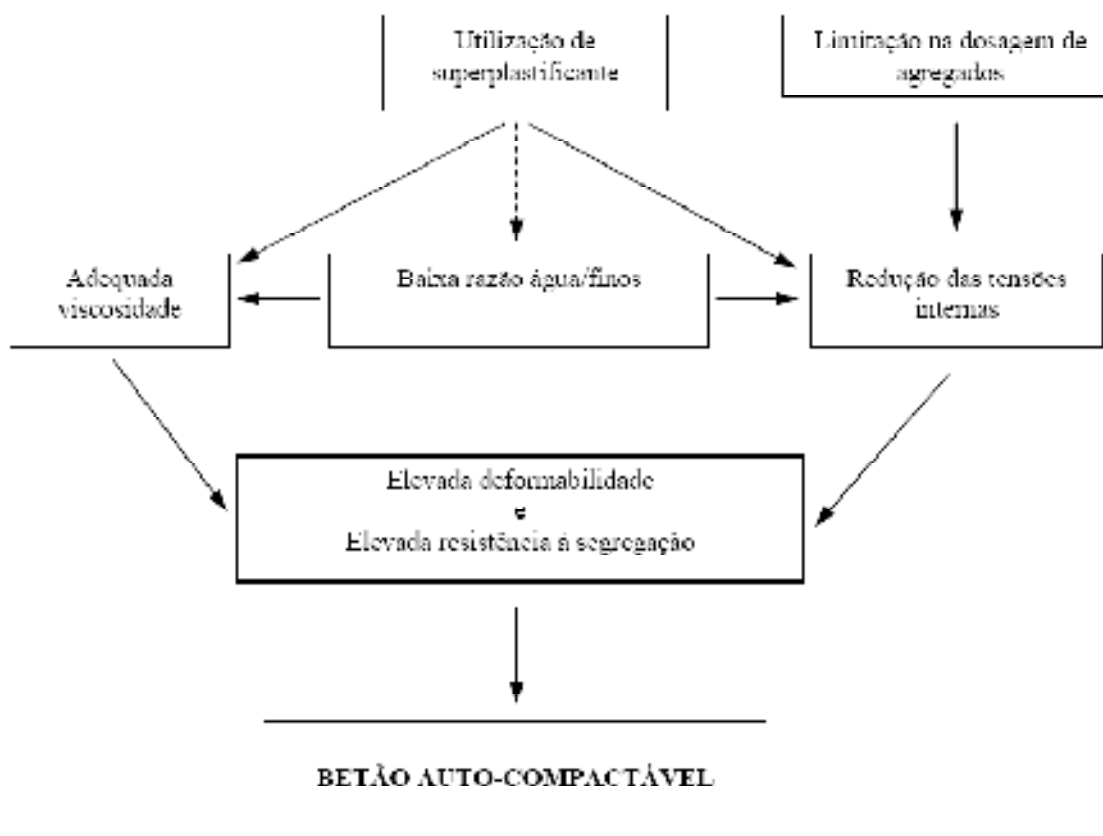 Utilização de
superplastificante
Limitação na dosagem de
agregados
Adequada
viscosidade
Baixa razão água/finos
Redução das tensões
internas
Elevada deformabilidade
e
Elevada resistência à segregação
BETÃO AUTO-COMPACTÁVEL